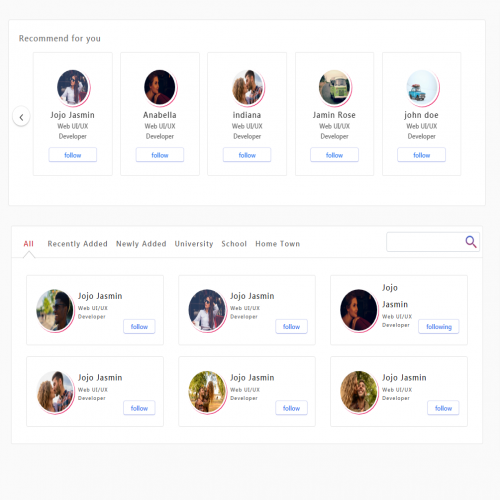 Recommend for you
Jojo Jasmin
Web UI/UX
Developer
follow
Anabella
Web UI/UX
Developer
follow
indiana
Web UI/UX
Developer
follow
Jamin Rose
Web UI/UX
Developer
follow
john doe
Web UI/UX
Developer
follow
All Recently Added Newly Added University School Home Town
Jojo Jasmin
Web UI/UX
Developer
follow
Jojo Jasmin
Web UI/UX
Developer
follow
Jojo
Jasmin
Web UI/UX
Developer
following
Jojo Jasmin
Web UI/UX
Developer
follow
Jojo Jasmin
Web UI/UX
Developer
follow
Jojo Jasmin
Web UI/UX
Developer
follow